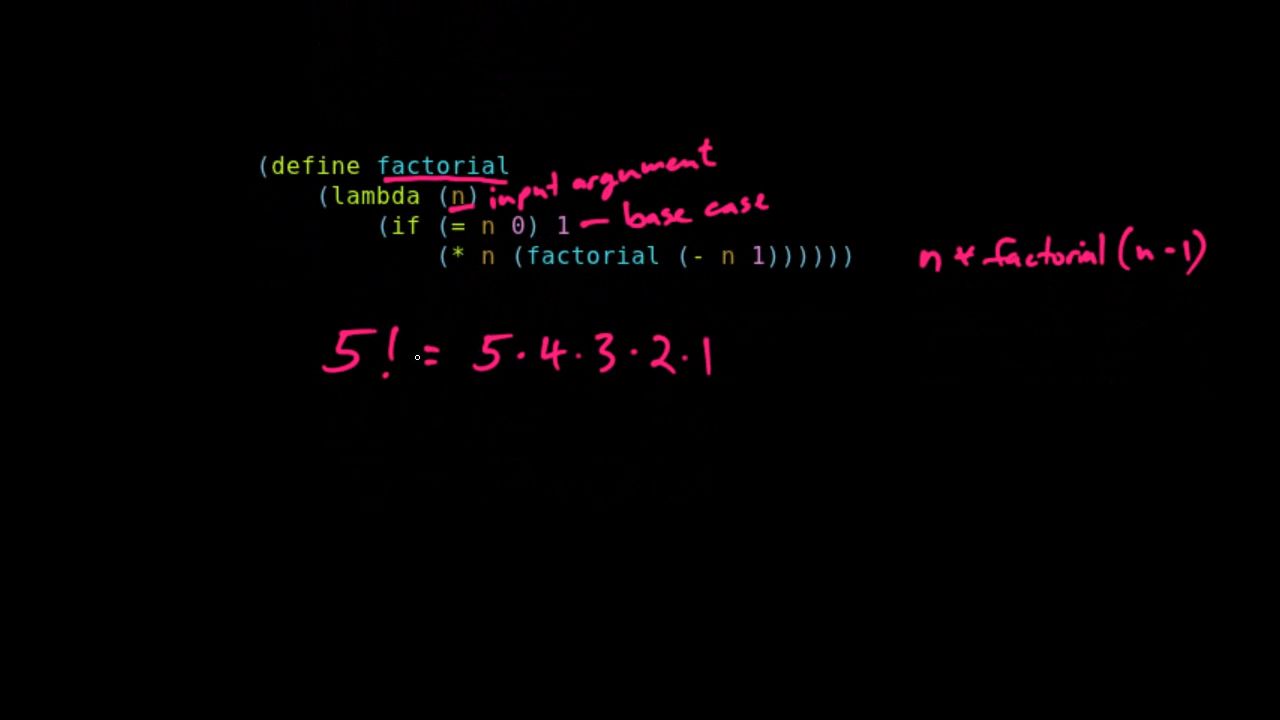 (define factorial
(lambda (n) input argument
(if (= n 0) 1 — base case
(* n (factorial (- n 1)))))) n * factorial (n - 1)
5! = 5 · 4 · 3 · 2 · 1